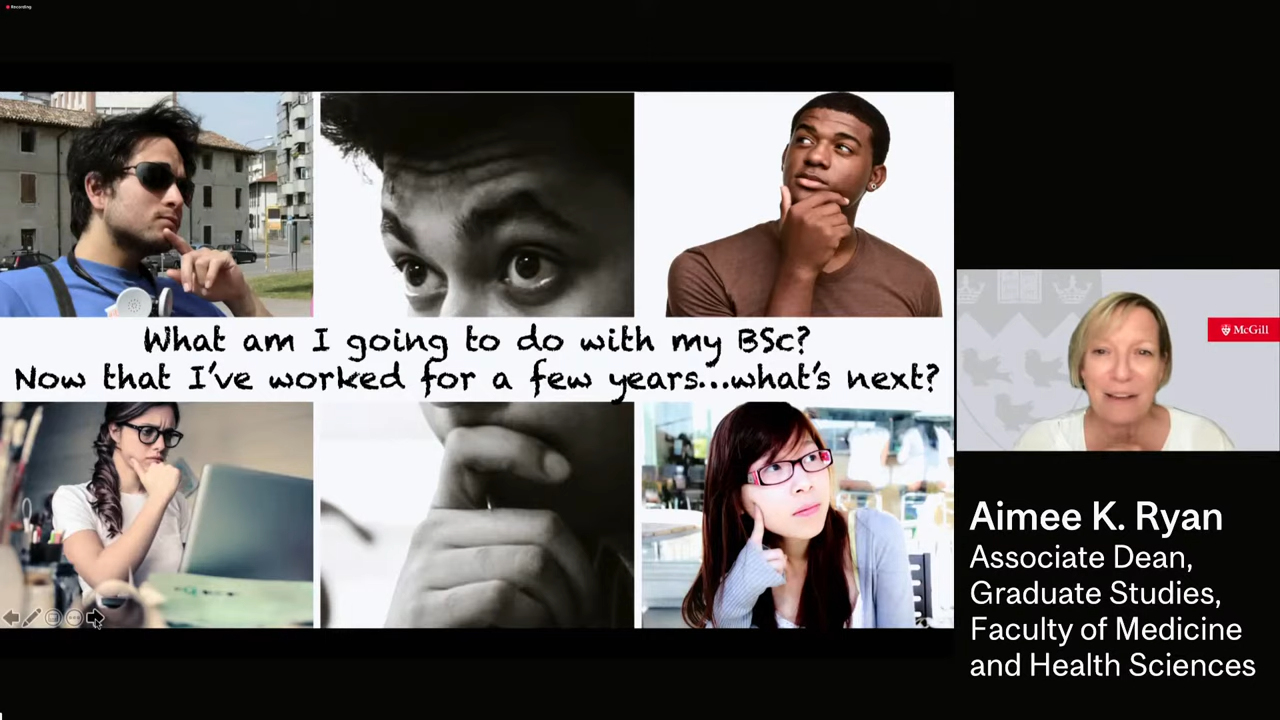 Recording
What am I going to do with my BSc?
Now that I've worked for a few years...what's next?
McGill
Aimee K. Ryan
Associate Dean,
Graduate Studies,
Faculty of Medicine
and Health Sciences